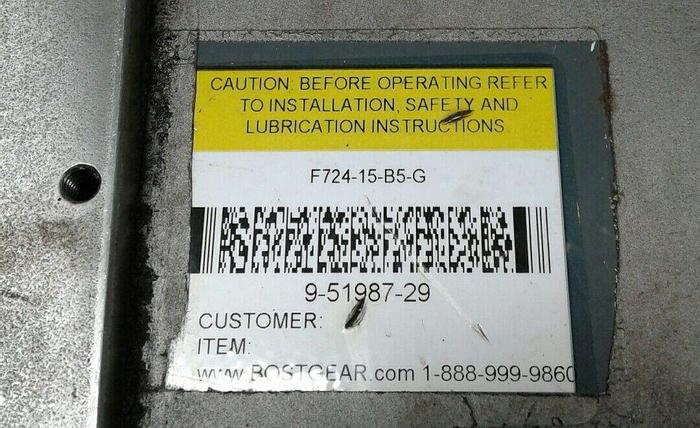 CAUTION: BEFORE OPERATING REFER
TO INSTALLATION, SAFETY AND
LUBRICATION INSTRUCTIONS
F724-15-B5-G
9-51987-29
CUSTOMER:
ITEM:
www.BOSTGEAR.com 1-888-999-9860